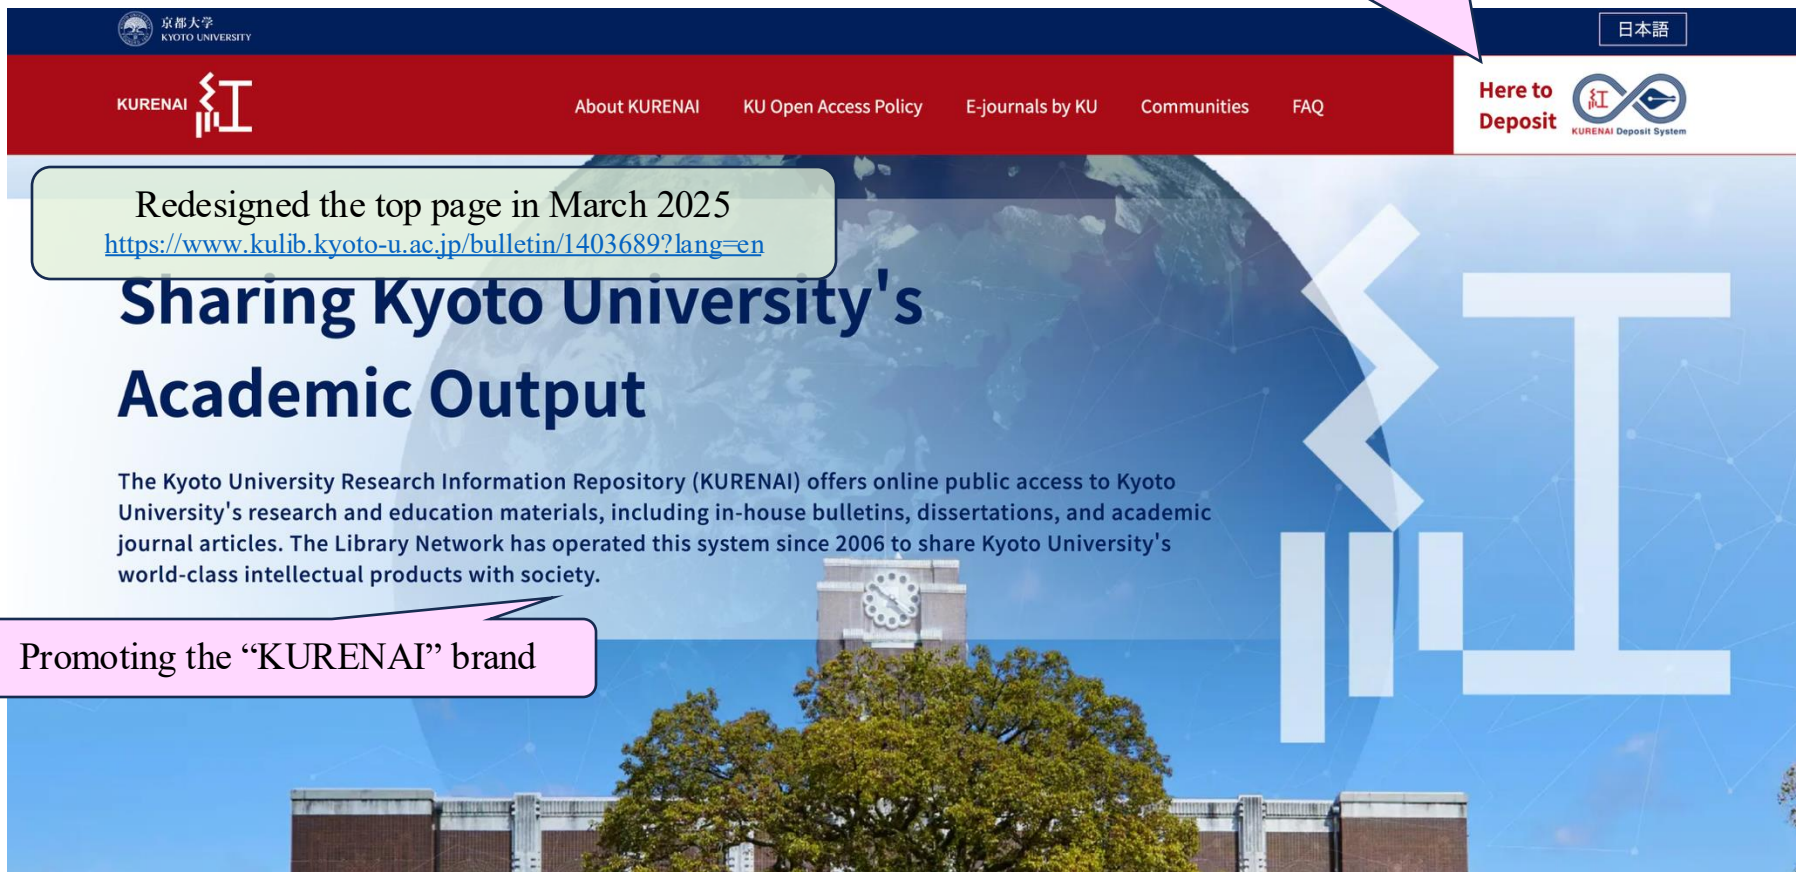 京都大学
KYOTO UNIVERSITY
日本語
KURENAI 紅
About KURENAI
KU Open Access Policy
E-journals by KU
Communities
FAQ
Here to
Deposit
紅
KURENAI Deposit System
Redesigned the top page in March 2025
https://www.kulib.kyoto-u.ac.jp/bulletin/1403689?lang=en
Sharing Kyoto University's
Academic Output
紅
The Kyoto University Research Information Repository (KURENAI) offers online public access to Kyoto
University's research and education materials, including in-house bulletins, dissertations, and academic
journal articles. The Library Network has operated this system since 2006 to share Kyoto University's
world-class intellectual products with society.
Promoting the “KURENAI” brand